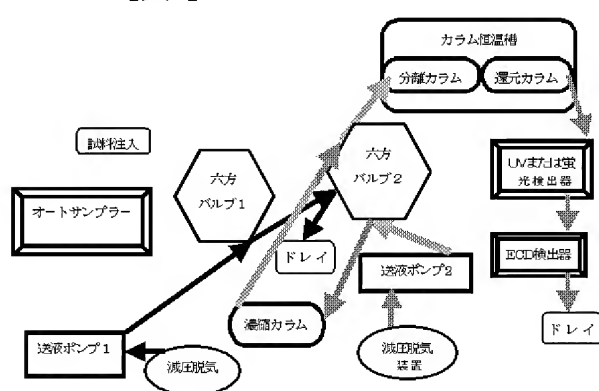 カラム恒温槽
分離カラム
還元カラム
試料注入
六方
バルブ1
六方
バルブ2
UVまたは蛍
光検出器
オートサンプラー
ドレイ
送液ポンプ2
ECD検出器
濃縮カラム
ドレイ
送液ポンプ1
減圧脱気
減圧脱気
装置